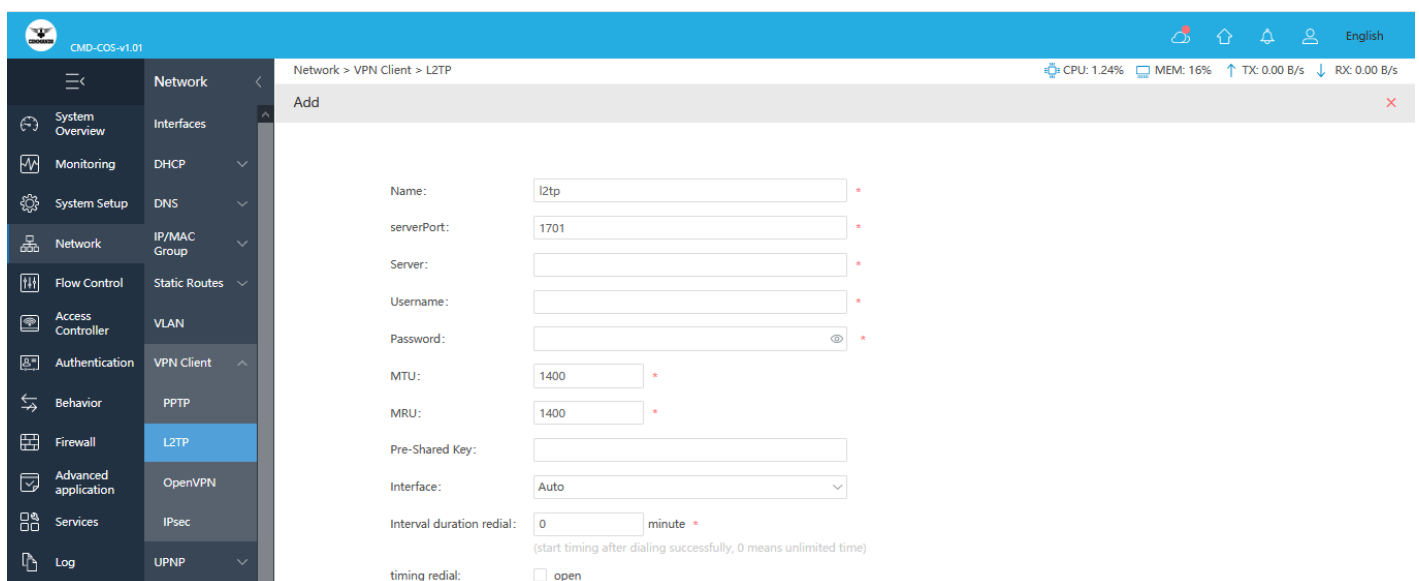 CMD-COS-v1.01
English
Network
Network > VPN Client > L2TP
CPU: 1.24% MEM: 16% TX: 0.00 B/s RX: 0.00 B/s
Add
System
Overview
Monitoring
System Setup
Network
Flow Control
Access
Controller
Authentication
Behavior
Firewall
Advanced
application
Services
Log
Interfaces
DHCP
DNS
IP/MAC
Group
Static Routes
VLAN
VPN Client
PPTP
L2TP
OpenVPN
IPsec
UPNP
Name: l2tp *
serverPort: 1701 *
Server: *
Username: *
Password: *
MTU: 1400 *
MRU: 1400 *
Pre-Shared Key:
Interface: Auto
Interval duration redial: 0 minute *
(start timing after dialing successfully, 0 means unlimited time)
timing redial: open